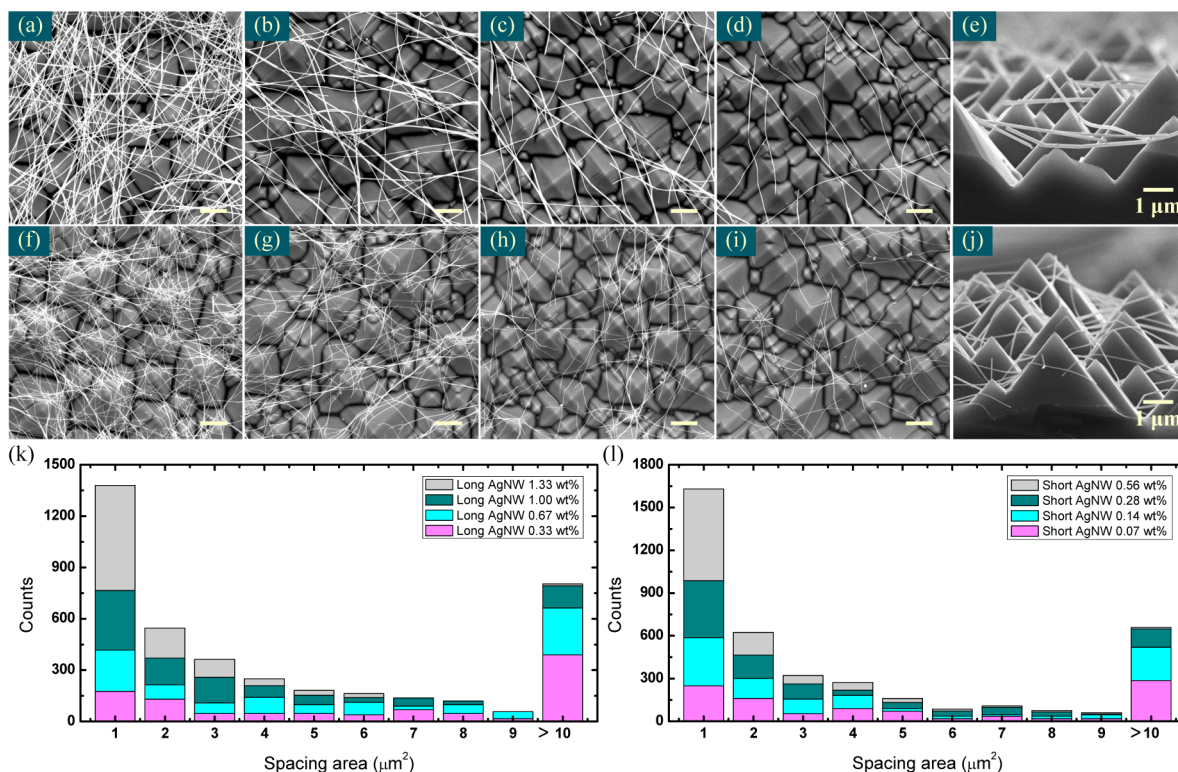 (a)
(b)
(c)
(d)
(e)
1 μm
(f)
(g)
(h)
(i)
(j)
1 μm
(k)
1500
1200
900
600
300
0
Counts
Long AgNW 1.33 wt%
Long AgNW 1.00 wt%
Long AgNW 0.67 wt%
Long AgNW 0.33 wt%
1 2 3 4 5 6 7 8 9 > 10
Spacing area (μm²)
(l)
1800
1500
1200
900
600
300
0
Counts
Short AgNW 0.56 wt%
Short AgNW 0.28 wt%
Short AgNW 0.14 wt%
Short AgNW 0.07 wt%
1 2 3 4 5 6 7 8 9 > 10
Spacing area (μm²)